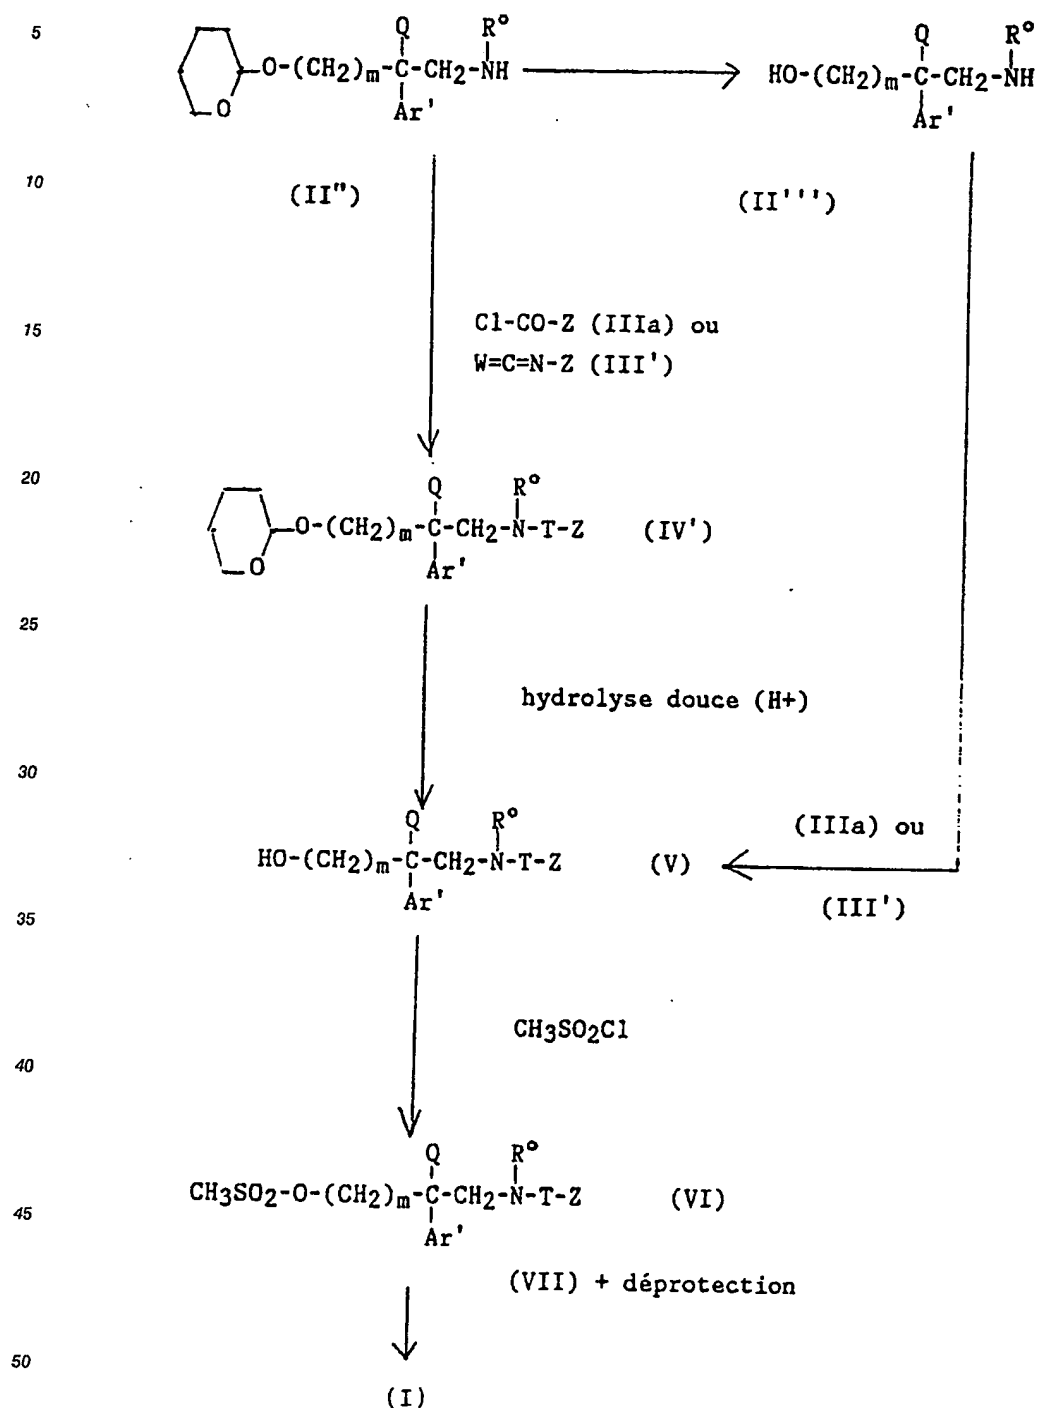 5
Q R° Q R°
O-(CH2)m-C-CH2-NH HO-(CH2)m-C-CH2-NH
O Ar' Ar'
10
(II") (II''')
15
Cl-CO-Z (IIIa) ou
W=C=N-Z (III')
20
Q R°
O-(CH2)m-C-CH2-N-T-Z (IV')
O Ar'
25
hydrolyse douce (H+)
30
Q R° (IIIa) ou
HO-(CH2)m-C-CH2-N-T-Z (V)
Ar' (III')
35
CH3SO2Cl
40
Q R°
CH3SO2-O-(CH2)m-C-CH2-N-T-Z (VI)
45
Ar'
(VII) + déprotection
50
(I)